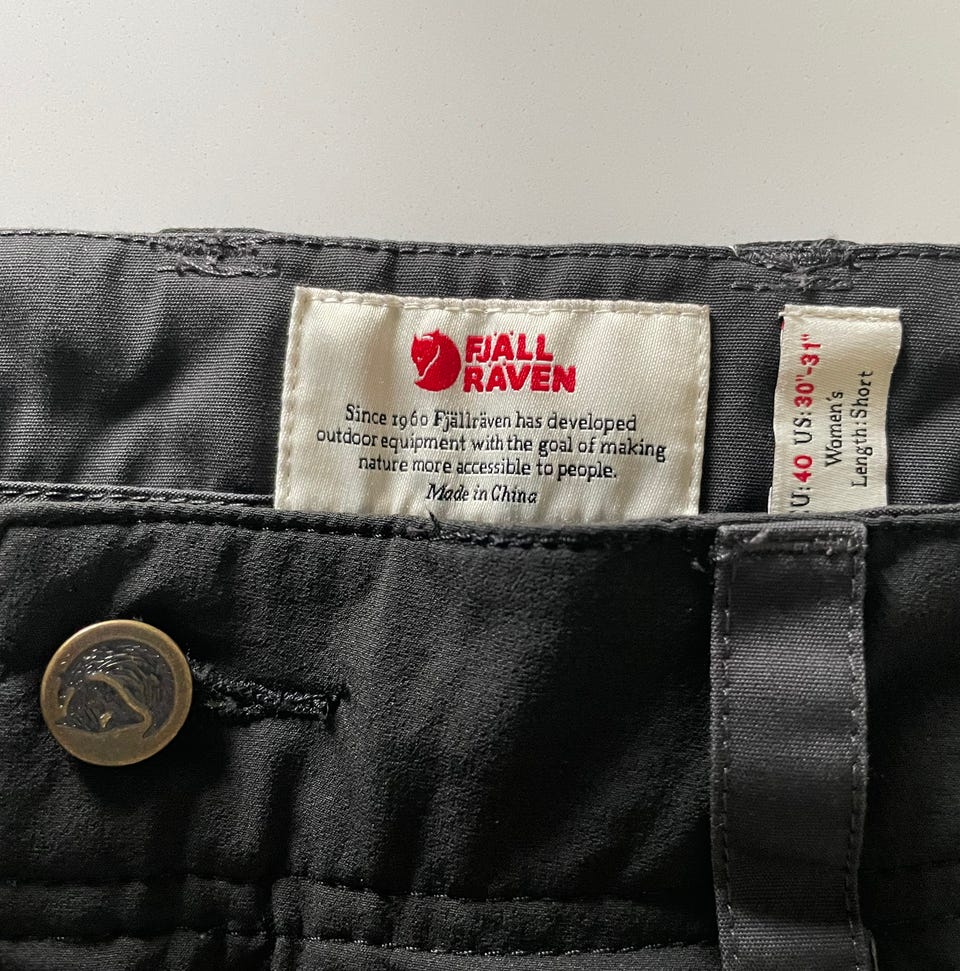 FJÄLL
RÄVEN
Since 1960 Fjällräven has developed
outdoor equipment with the goal of making
nature more accessible to people.
Made in China
U:40 US:30"-31"
Women's
Length:Short